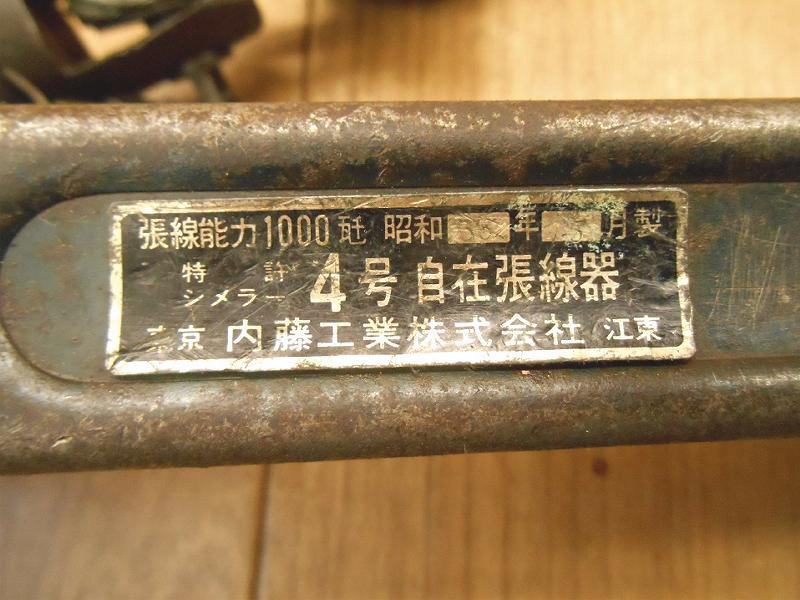 張線能力1000瓩 昭和 年 月製
特許
シメラー 4号 自在張線器
東京 内藤工業株式会社 江東